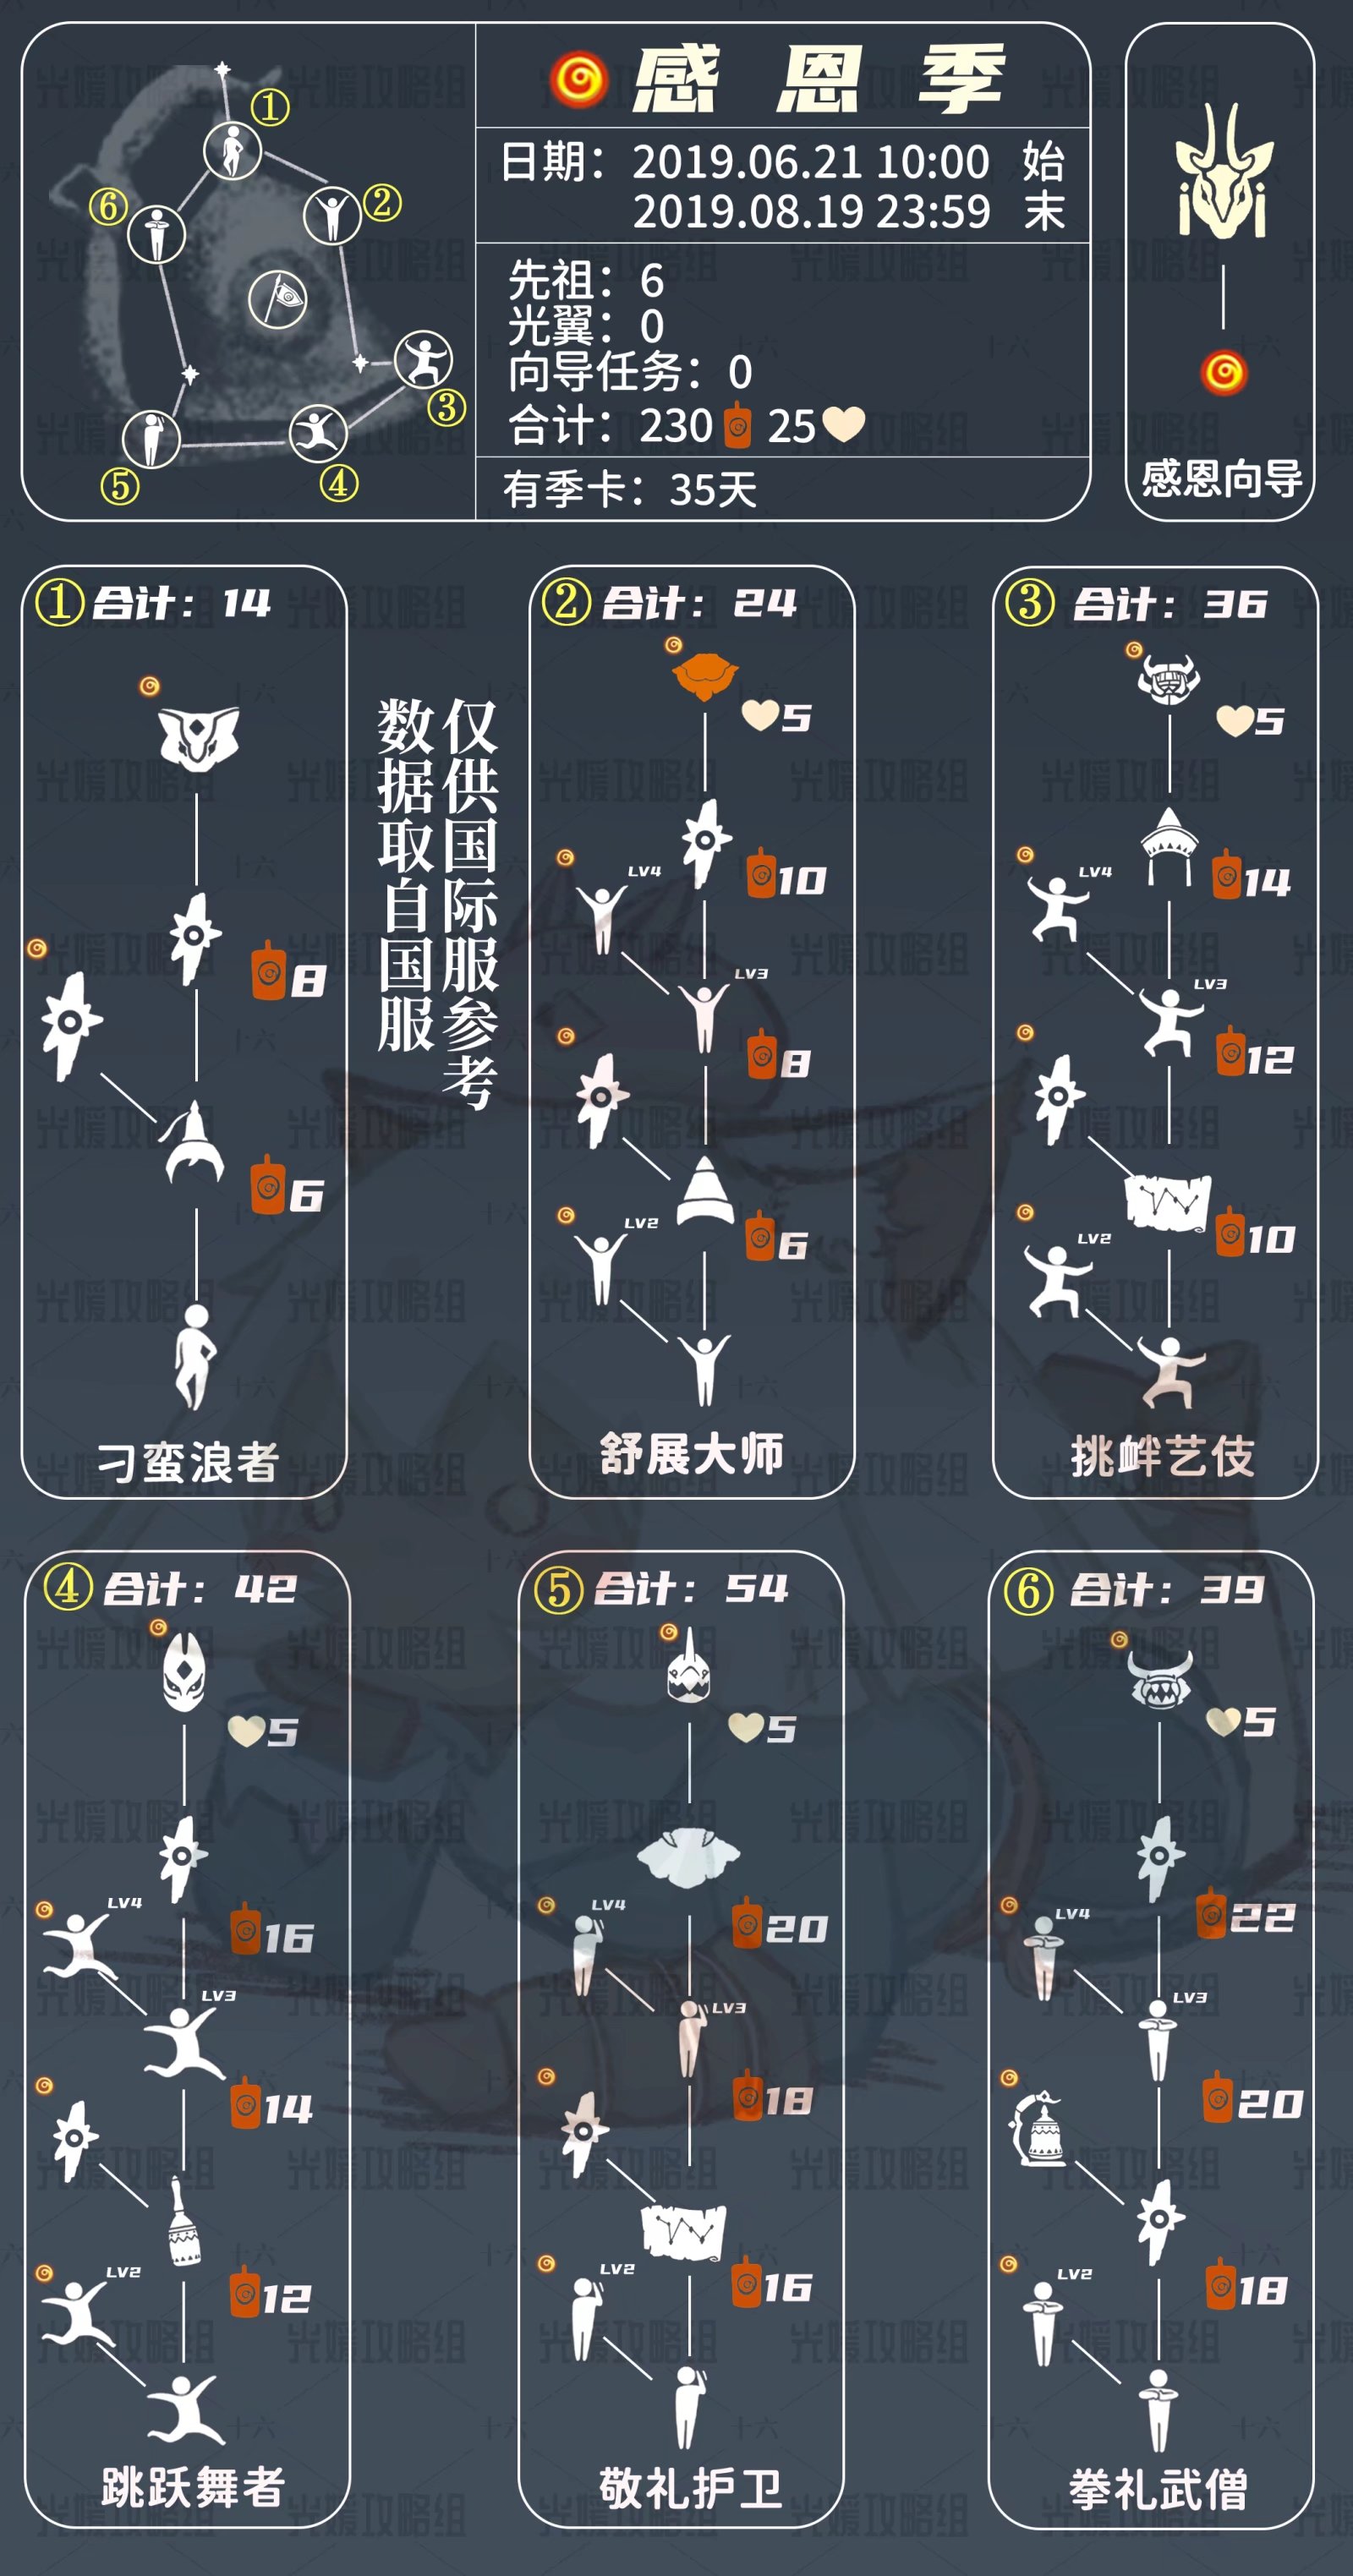 感恩季
日期：2019.06.21 10:00 始
2019.08.19 23:59 末
先祖：6
光翼：0
向导任务：0
合计：230 25
有季卡：35天
感恩向导
①
②
③
④
⑤
⑥
① 合计：14
8
6
刁蛮浪者
仅供国际服参考
数据取自国服
② 合计：24
5
10
LV4
LV3
8
6
LV2
舒展大师
③ 合计：36
5
14
LV4
LV3
12
10
LV2
挑衅艺伎
④ 合计：42
5
LV4
16
LV3
14
LV2
12
跳跃舞者
⑤ 合计：54
5
LV4
20
LV3
18
LV2
16
敬礼护卫
⑥ 合计：39
5
LV4
22
LV3
20
LV2
18
拳礼武僧
光媛攻略组
十六